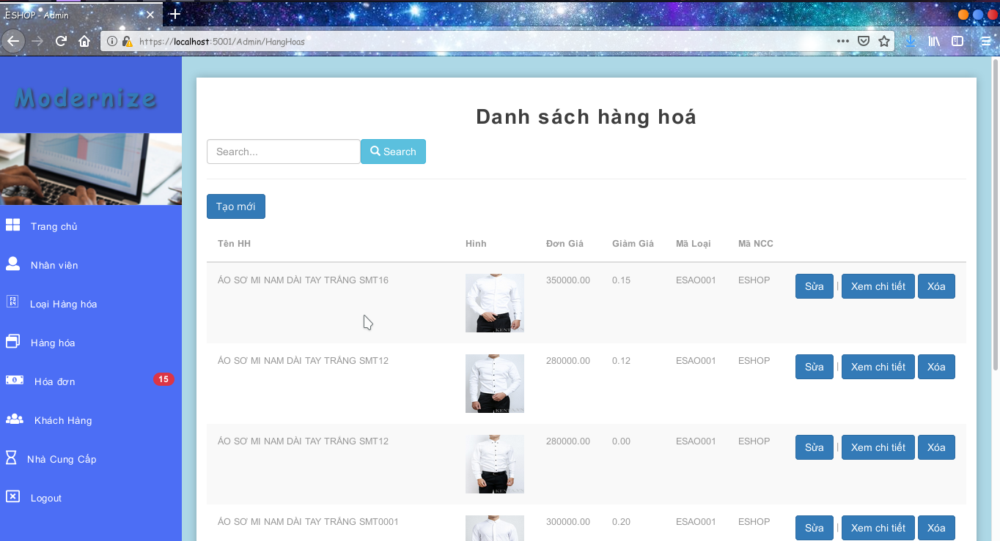 ESHOP - Admin
https://localhost:5001/Admin/HangHoas
Modernize
Trang chủ
Nhân viên
Loại Hàng hóa
Hàng hóa
Hóa đơn 15
Khách Hàng
Nhà Cung Cấp
Logout
Danh sách hàng hoá
Search... Search
Tạo mới
Tên HH Hình Đơn Giá Giảm Giá Mã Loại Mã NCC
ÁO SƠ MI NAM DÀI TAY TRẮNG SMT16 350000.00 0.15 ESAO001 ESHOP Sửa | Xem chi tiết Xóa
ÁO SƠ MI NAM DÀI TAY TRẮNG SMT12 280000.00 0.12 ESAO001 ESHOP Sửa | Xem chi tiết Xóa
ÁO SƠ MI NAM DÀI TAY TRẮNG SMT12 280000.00 0.00 ESAO001 ESHOP Sửa | Xem chi tiết Xóa
ÁO SƠ MI NAM DÀI TAY TRẮNG SMT0001 300000.00 0.20 ESAO001 ESHOP Sửa | Xem chi tiết Xóa